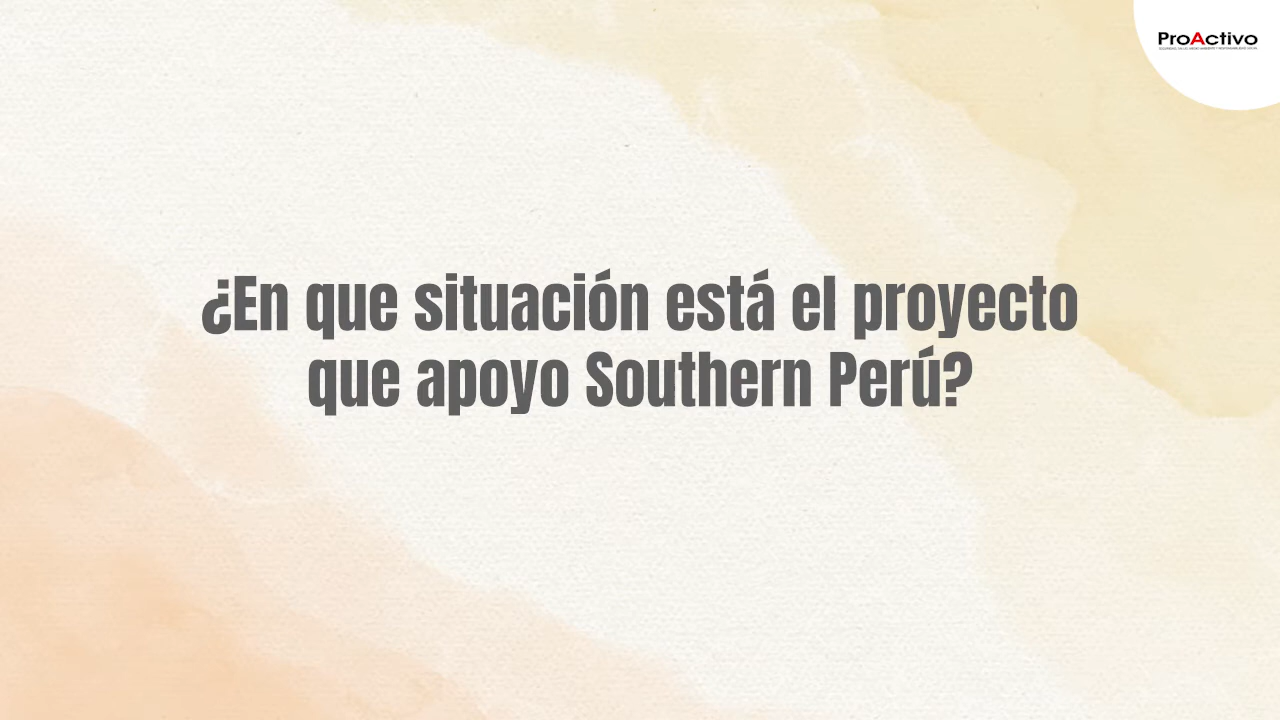 ProActivo
¿En que situación está el proyecto
que apoyo Southern Perú?